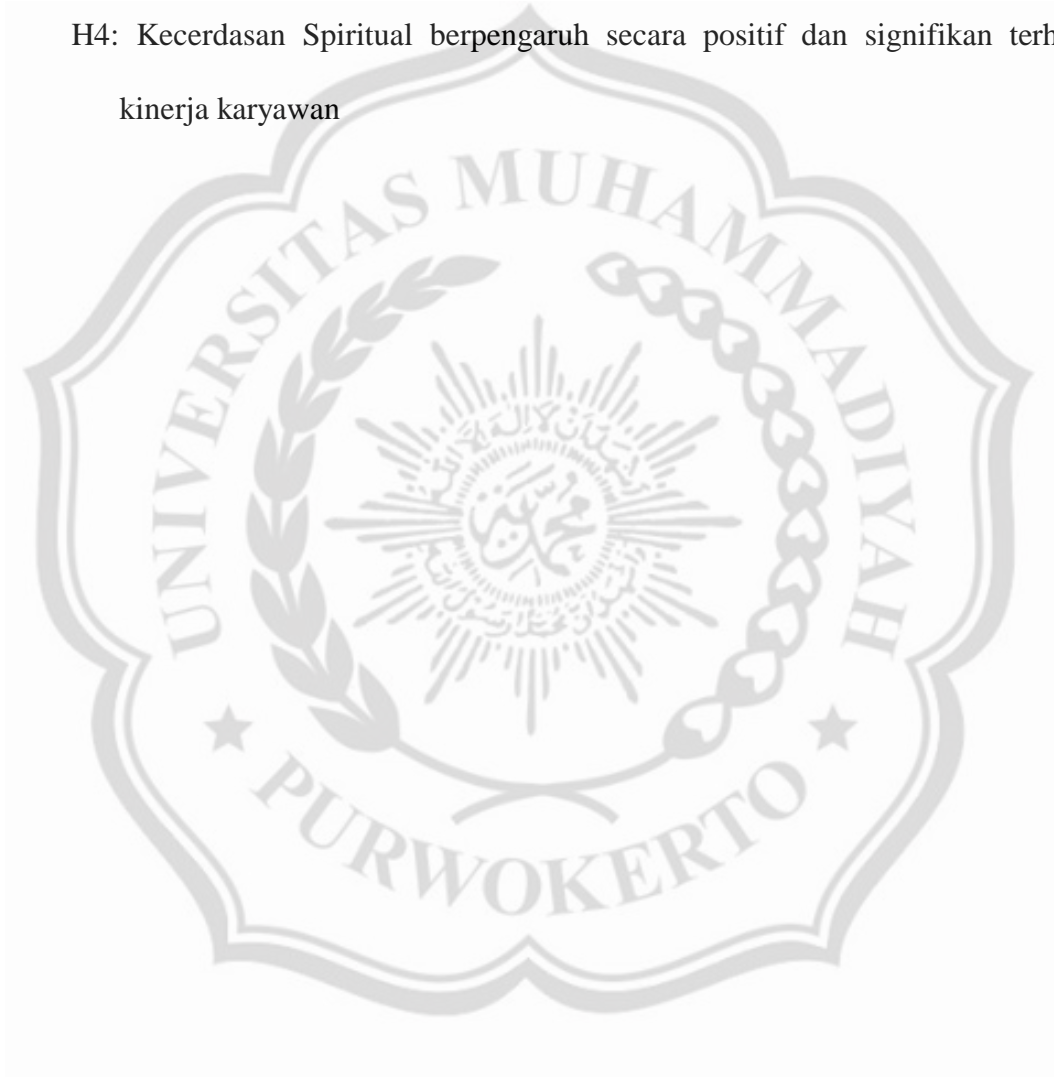 H4: Kecerdasan Spiritual berpengaruh secara positif dan signifikan terh
kinerja karyawan
UNIVERSITAS MUHAMMADIYAH
PURWOKERTO